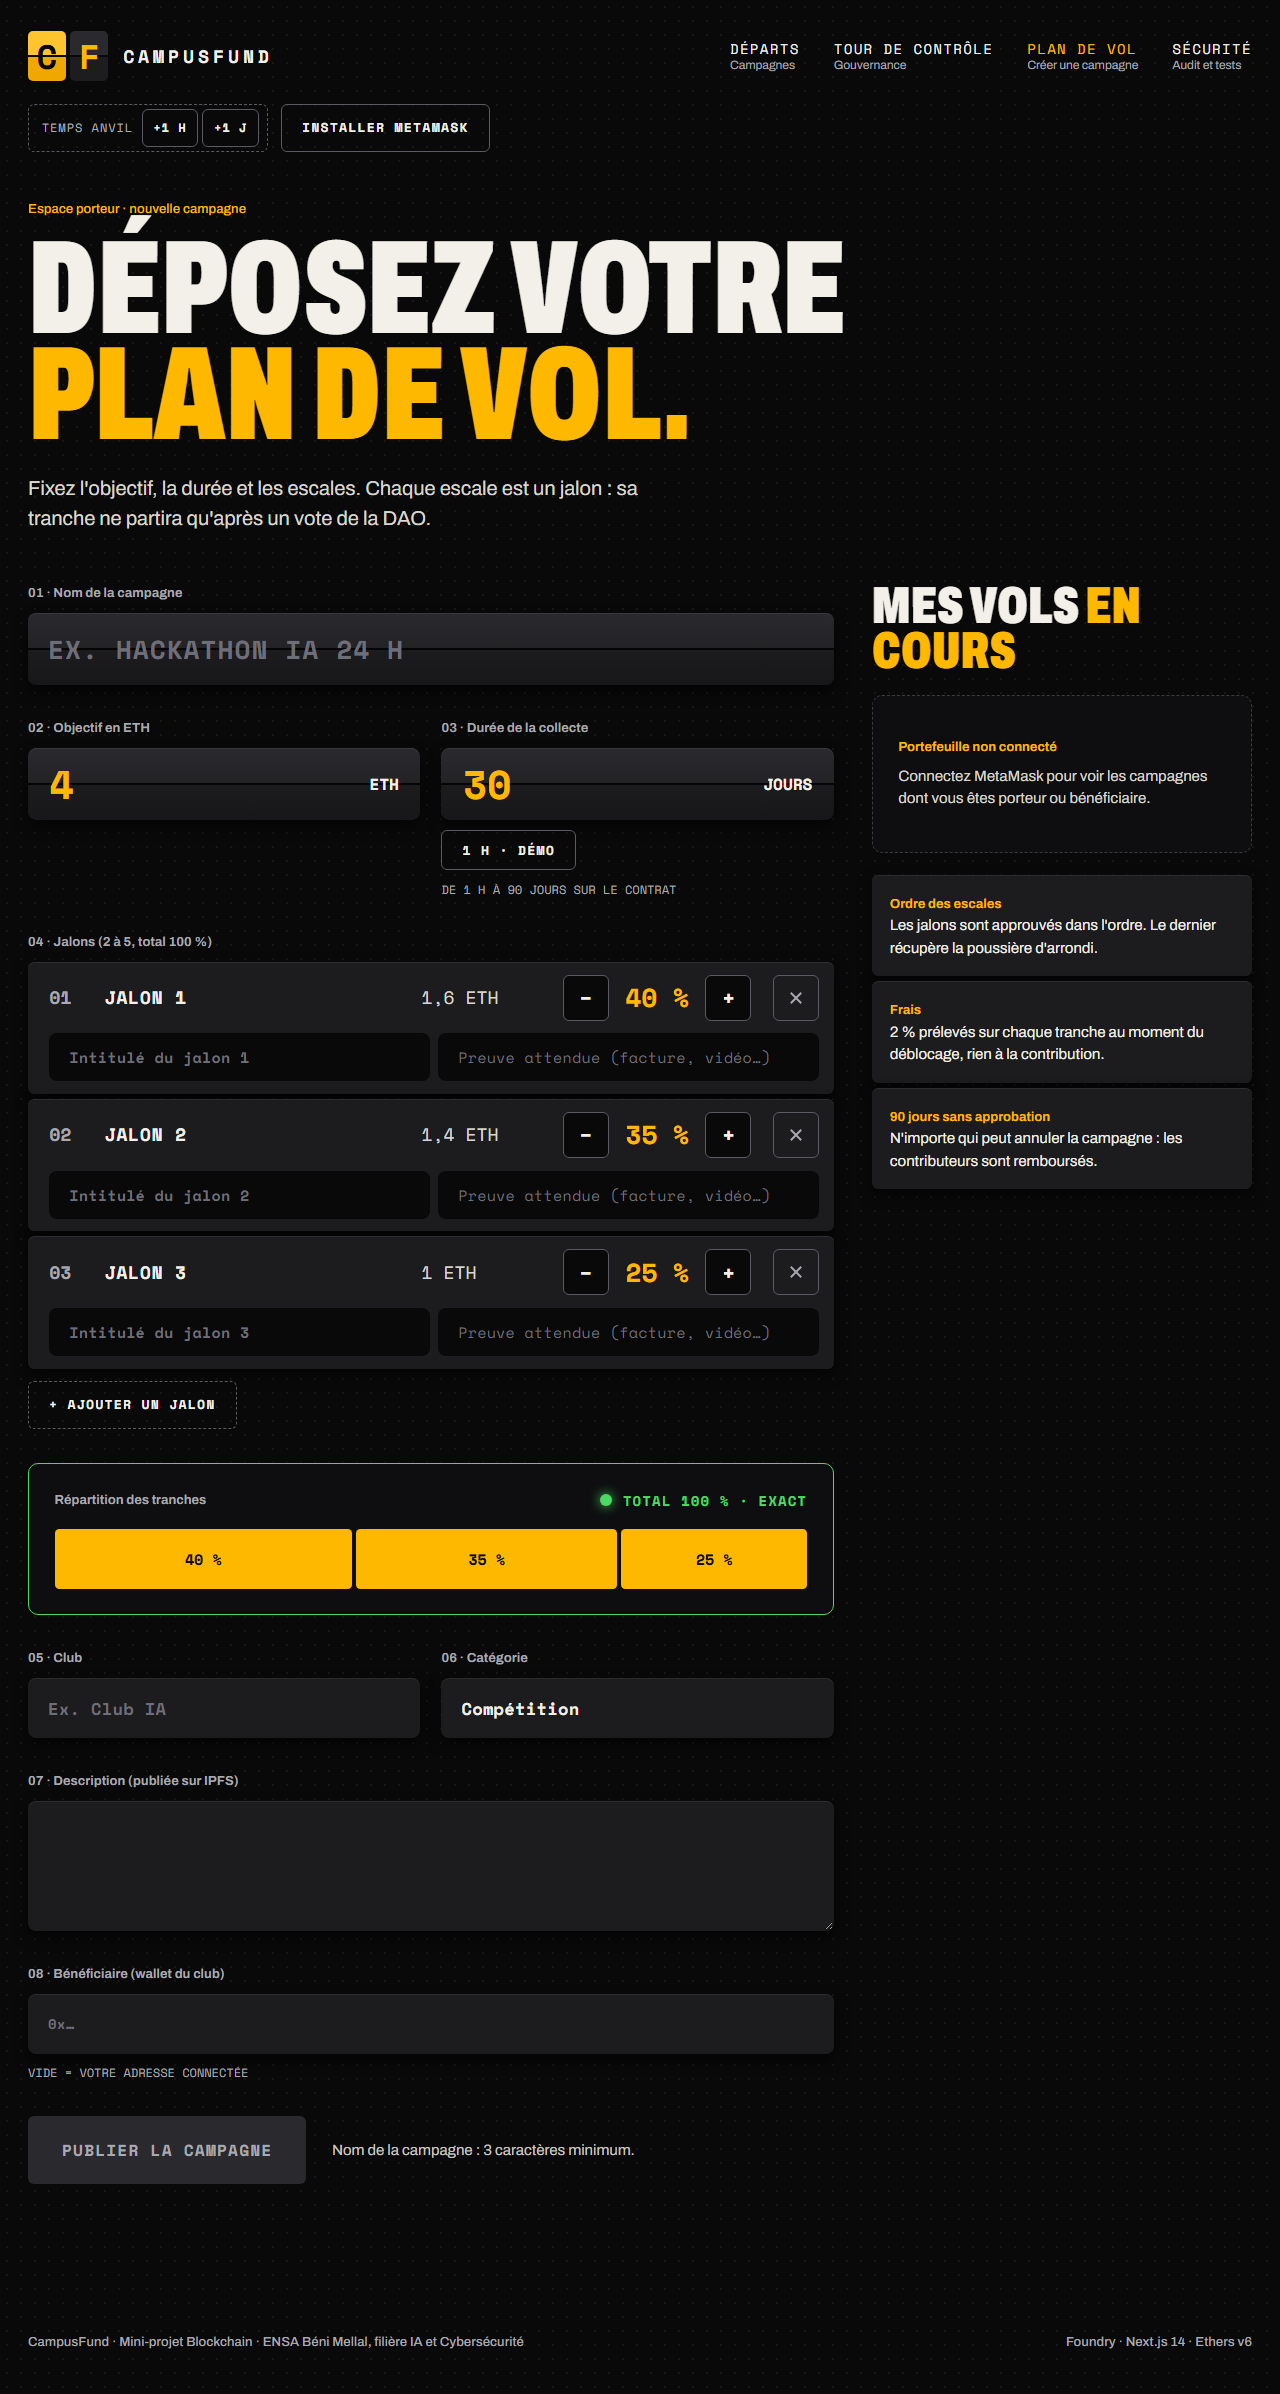 CF CAMPUSFUND
DÉPARTS
Campagnes
TOUR DE CONTRÔLE
Gouvernance
PLAN DE VOL
Créer une campagne
SÉCURITÉ
Audit et tests
TEMPS ANVIL +1 H +1 J
INSTALLER METAMASK
Espace porteur · nouvelle campagne
DÉPOSEZ VOTRE
PLAN DE VOL.
Fixez l'objectif, la durée et les escales. Chaque escale est un jalon : sa
tranche ne partira qu'après un vote de la DAO.
01 · Nom de la campagne
EX. HACKATHON IA 24 H
02 · Objectif en ETH
4 ETH
03 · Durée de la collecte
30 JOURS
1 H · DÉMO
DE 1 H À 90 JOURS SUR LE CONTRAT
04 · Jalons (2 à 5, total 100 %)
01 JALON 1 1,6 ETH − 40 % + ✕
Intitulé du jalon 1 Preuve attendue (facture, vidéo…)
02 JALON 2 1,4 ETH − 35 % + ✕
Intitulé du jalon 2 Preuve attendue (facture, vidéo…)
03 JALON 3 1 ETH − 25 % + ✕
Intitulé du jalon 3 Preuve attendue (facture, vidéo…)
+ AJOUTER UN JALON
Répartition des tranches TOTAL 100 % · EXACT
40 % 35 % 25 %
05 · Club
Ex. Club IA
06 · Catégorie
Compétition
07 · Description (publiée sur IPFS)
08 · Bénéficiaire (wallet du club)
0x…
VIDE = VOTRE ADRESSE CONNECTÉE
PUBLIER LA CAMPAGNE Nom de la campagne : 3 caractères minimum.
MES VOLS EN
COURS
Portefeuille non connecté
Connectez MetaMask pour voir les campagnes
dont vous êtes porteur ou bénéficiaire.
Ordre des escales
Les jalons sont approuvés dans l'ordre. Le dernier
récupère la poussière d'arrondi.
Frais
2 % prélevés sur chaque tranche au moment du
déblocage, rien à la contribution.
90 jours sans approbation
N'importe qui peut annuler la campagne : les
contributeurs sont remboursés.
CampusFund · Mini-projet Blockchain · ENSA Béni Mellal, filière IA et Cybersécurité
Foundry · Next.js 14 · Ethers v6